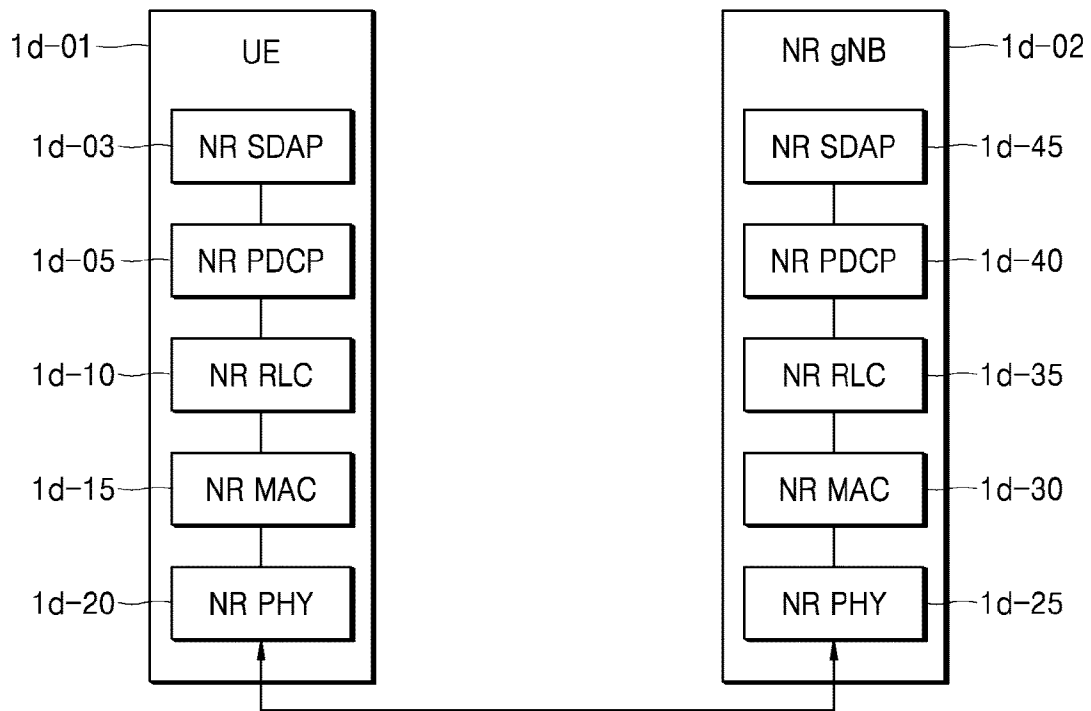 1d-01 UE NR gNB 1d-02
1d-03 NR SDAP NR SDAP 1d-45
1d-05 NR PDCP NR PDCP 1d-40
1d-10 NR RLC NR RLC 1d-35
1d-15 NR MAC NR MAC 1d-30
1d-20 NR PHY NR PHY 1d-25